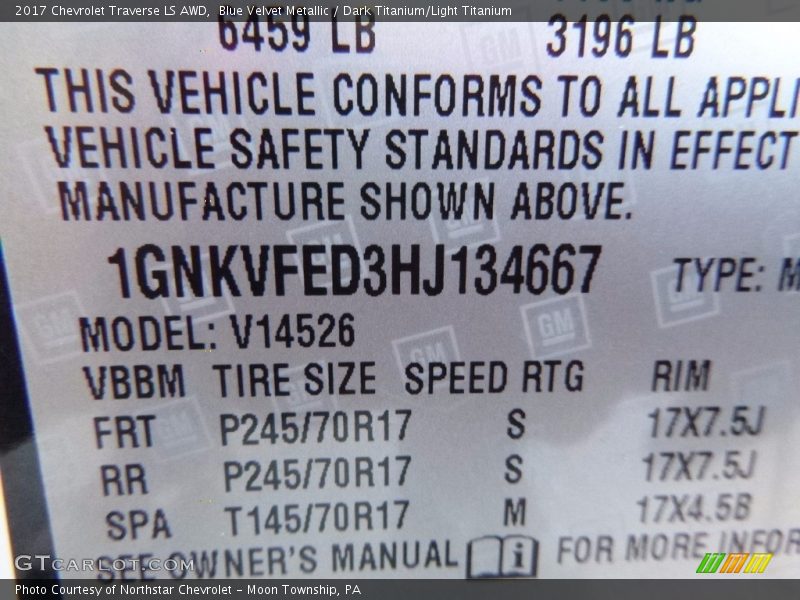 2017 Chevrolet Traverse LS AWD,  Blue Velvet Metallic / Dark Titanium/Light Titanium
6459 LB 3196 LB
THIS VEHICLE CONFORMS TO ALL APPLI
VEHICLE SAFETY STANDARDS IN EFFECT
MANUFACTURE SHOWN ABOVE.
1GNKVFED3HJ134667 TYPE: M
MODEL: V14526
VBBM TIRE SIZE SPEED RTG RIM
FRT P245/70R17 S 17X7.5J
RR P245/70R17 S 17X7.5J
SPA T145/70R17 M 17X4.5B
SEE OWNER'S MANUAL i FOR MORE INFOR
GTCarLot.com
Photo Courtesy of Northstar Chevrolet - Moon Township, PA